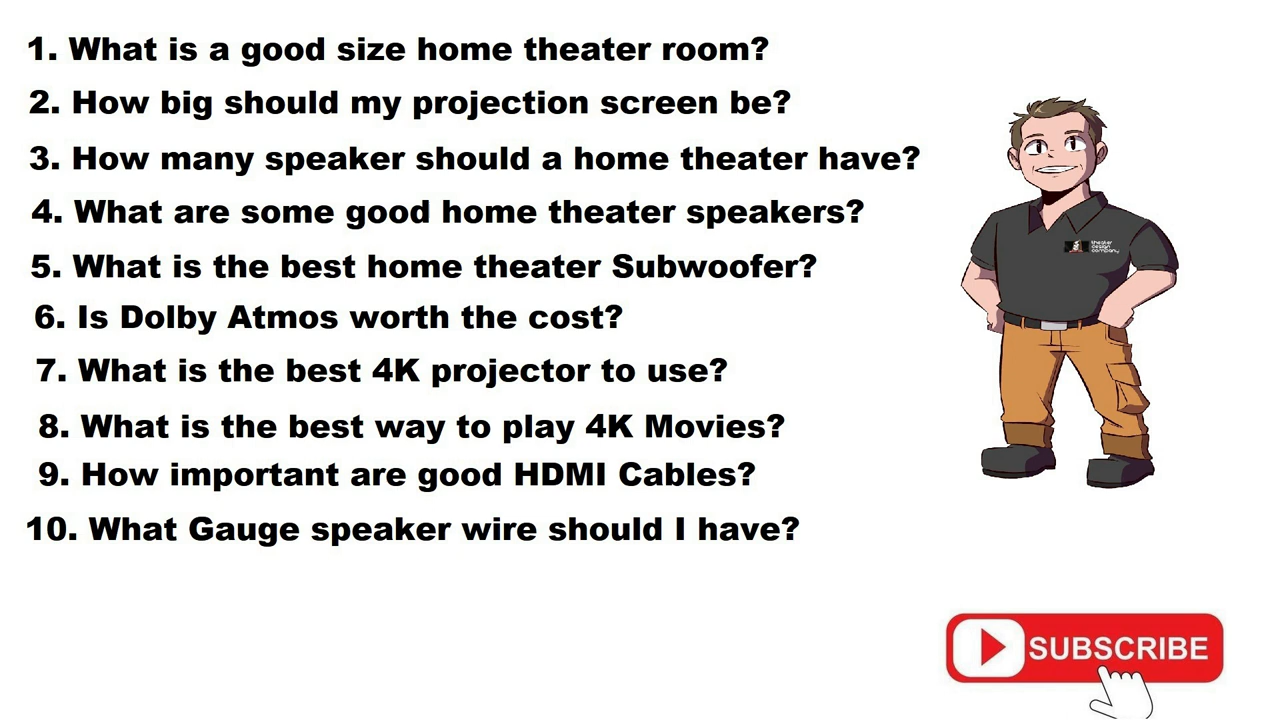 1. What is a good size home theater room?
2. How big should my projection screen be?
3. How many speaker should a home theater have?
4. What are some good home theater speakers?
5. What is the best home theater Subwoofer?
6. Is Dolby Atmos worth the cost?
7. What is the best 4K projector to use?
8. What is the best way to play 4K Movies?
9. How important are good HDMI Cables?
10. What Gauge speaker wire should I have?
theater
design
company
SUBSCRIBE